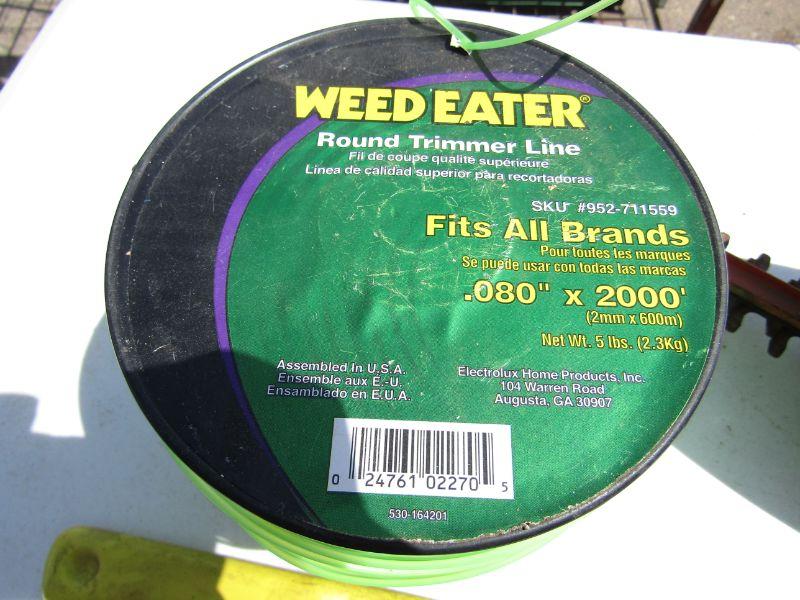 WEED EATER®
Round Trimmer Line
Fil de coupe qualité supérieure
Línea de calidad superior para recortadoras
SKU #952-711559
Fits All Brands
Pour toutes les marques
Se puede usar con todas las marcas
.080" x 2000'
(2mm x 600m)
Net Wt. 5 lbs. (2.3Kg)
Assembled In U.S.A.
Ensemble aux É.-U.
Ensamblado en E.U.A.
Electrolux Home Products, Inc.
104 Warren Road
Augusta, GA 30907
0 24761 02270 5
530-164201